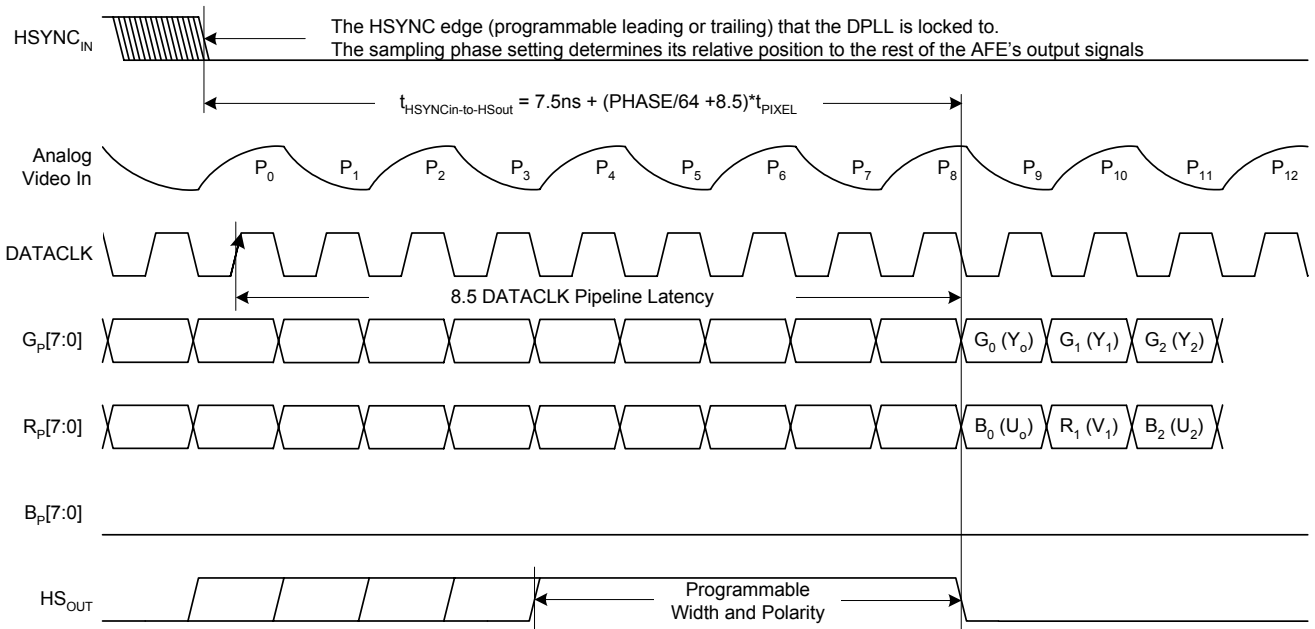 HSYNC_IN
The HSYNC edge (programmable leading or trailing) that the DPLL is locked to.
The sampling phase setting determines its relative position to the rest of the AFE's output signals
t_HSYNCin-to-HSout = 7.5ns + (PHASE/64 +8.5)*t_PIXEL
Analog
Video In
P_0 P_1 P_2 P_3 P_4 P_5 P_6 P_7 P_8 P_9 P_10 P_11 P_12
DATACLK
8.5 DATACLK Pipeline Latency
G_P[7:0]
G_0 (Y_o) G_1 (Y_1) G_2 (Y_2)
R_P[7:0]
B_0 (U_o) R_1 (V_1) B_2 (U_2)
B_P[7:0]
HS_OUT
Programmable
Width and Polarity